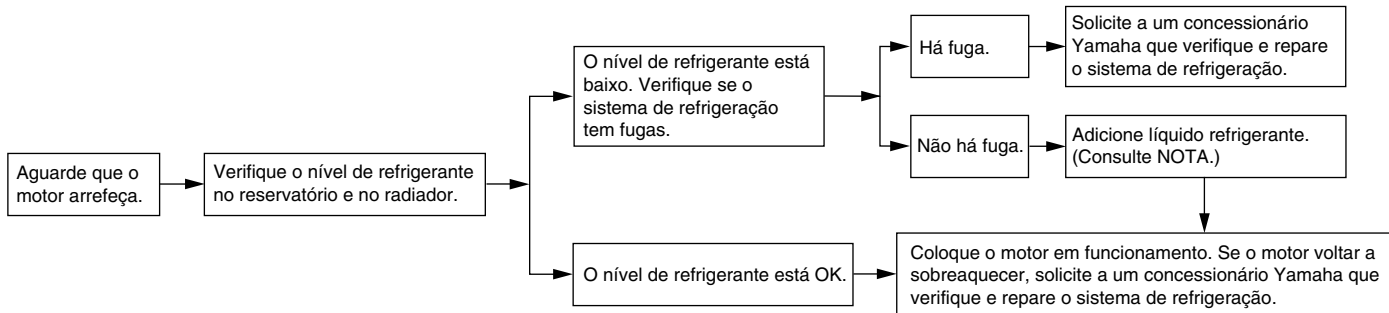 Aguarde que o
motor arrefeça.
Verifique o nível de refrigerante
no reservatório e no radiador.
O nível de refrigerante está
baixo. Verifique se o
sistema de refrigeração
tem fugas.
Há fuga.
Solicite a um concessionário
Yamaha que verifique e repare
o sistema de refrigeração.
Não há fuga.
Adicione líquido refrigerante.
(Consulte NOTA.)
O nível de refrigerante está OK.
Coloque o motor em funcionamento. Se o motor voltar a
sobreaquecer, solicite a um concessionário Yamaha que
verifique e repare o sistema de refrigeração.